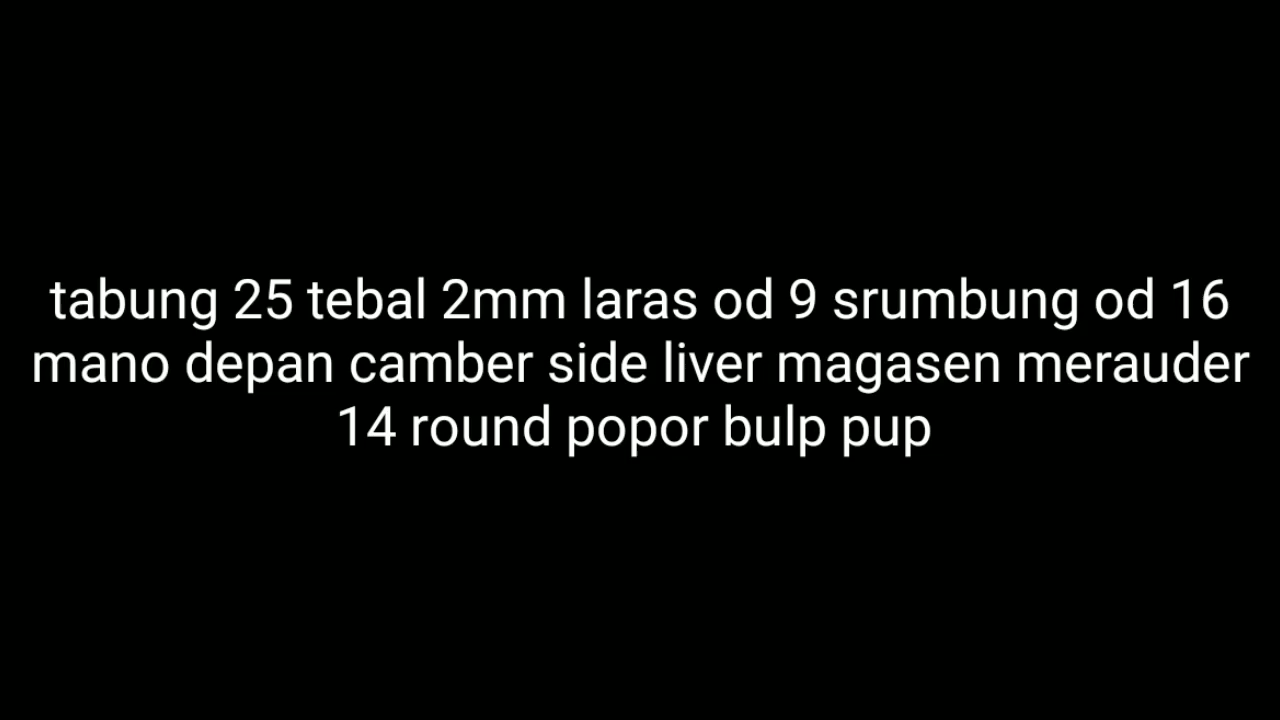 tabung 25 tebal 2mm laras od 9 srumbung od 16
mano depan camber side liver magasen merauder
14 round popor bulp pup